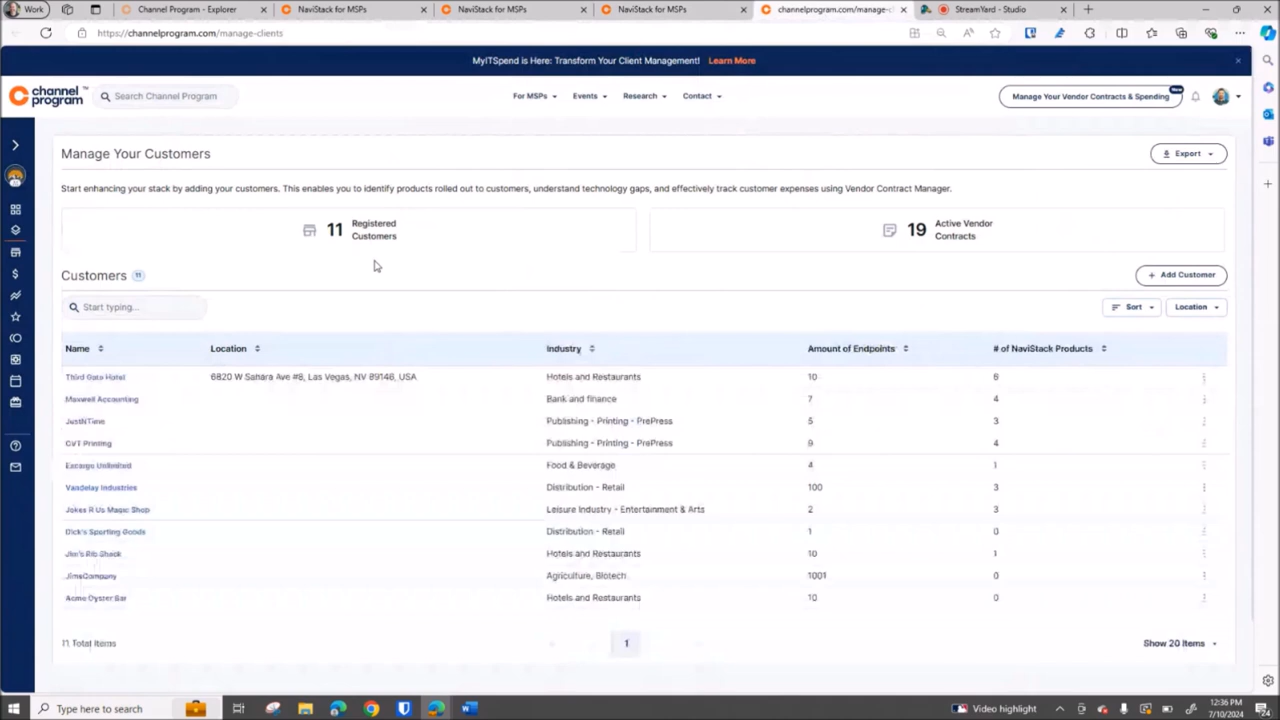 Work
Channel Program - Explorer
NaviStack for MSPs
NaviStack for MSPs
NaviStack for MSPs
channelprogram.com/manage-c
StreamYard - Studio
https://channelprogram.com/manage-clients
MyITSpend is Here: Transform Your Client Management! Learn More
channel program™
Search Channel Program
For MSPs
Events
Research
Contact
Manage Your Vendor Contracts & Spending
New
Manage Your Customers
Export
Start enhancing your stack by adding your customers. This enables you to identify products rolled out to customers, understand technology gaps, and effectively track customer expenses using Vendor Contract Manager.
11 Registered Customers
19 Active Vendor Contracts
Customers 11
+ Add Customer
Start typing...
Sort
Location
Name Location Industry Amount of Endpoints # of NaviStack Products
Third Gate Hotel 6820 W Sahara Ave #8, Las Vegas, NV 89146, USA Hotels and Restaurants 10 6
Maxwell Accounting Bank and finance 7 4
JustNTime Publishing - Printing - PrePress 5 3
CVT Printing Publishing - Printing - PrePress 9 4
Escargo Unlimited Food & Beverage 4 1
Vandelay Industries Distribution - Retail 100 3
Jokes R Us Magic Shop Leisure Industry - Entertainment & Arts 2 3
Dick's Sporting Goods Distribution - Retail 1 0
Jim's Rib Shack Hotels and Restaurants 10 1
JimsCompany Agriculture, Biotech 1001 0
Acme Oyster Bar Hotels and Restaurants 10 0
11 Total Items
1
Show 20 Items
Type here to search
Video highlight
12:36 PM
7/10/2024